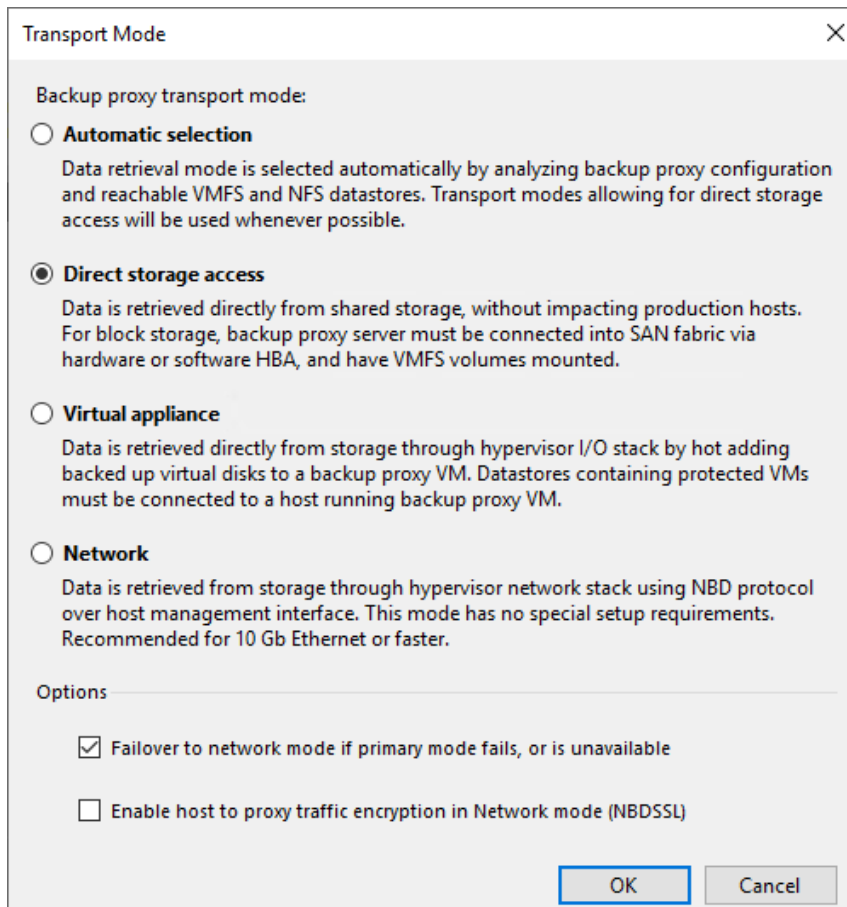 Transport Mode
Backup proxy transport mode:
Automatic selection
Data retrieval mode is selected automatically by analyzing backup proxy configuration
and reachable VMFS and NFS datastores. Transport modes allowing for direct storage
access will be used whenever possible.
Direct storage access
Data is retrieved directly from shared storage, without impacting production hosts.
For block storage, backup proxy server must be connected into SAN fabric via
hardware or software HBA, and have VMFS volumes mounted.
Virtual appliance
Data is retrieved directly from storage through hypervisor I/O stack by hot adding
backed up virtual disks to a backup proxy VM. Datastores containing protected VMs
must be connected to a host running backup proxy VM.
Network
Data is retrieved from storage through hypervisor network stack using NBD protocol
over host management interface. This mode has no special setup requirements.
Recommended for 10 Gb Ethernet or faster.
Options
Failover to network mode if primary mode fails, or is unavailable
Enable host to proxy traffic encryption in Network mode (NBDSSL)
OK Cancel